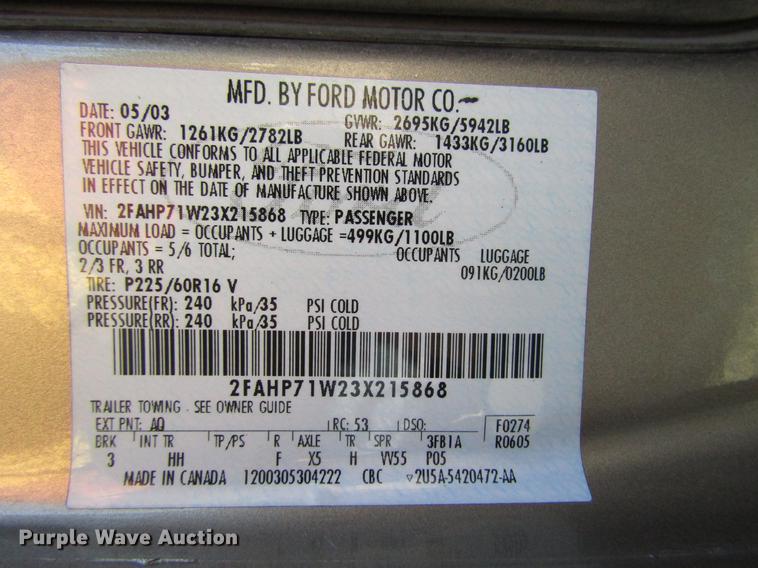 MFD. BY FORD MOTOR CO.
DATE: 05/03 GVWR: 2695KG/5942LB
FRONT GAWR: 1261KG/2782LB REAR GAWR: 1433KG/3160LB
THIS VEHICLE CONFORMS TO ALL APPLICABLE FEDERAL MOTOR
VEHICLE SAFETY, BUMPER, AND THEFT PREVENTION STANDARDS
IN EFFECT ON THE DATE OF MANUFACTURE SHOWN ABOVE.
VIN: 2FAHP71W23X215868 TYPE: PASSENGER
MAXIMUM LOAD = OCCUPANTS + LUGGAGE =499KG/1100LB
OCCUPANTS = 5/6 TOTAL; OCCUPANTS LUGGAGE
2/3 FR, 3 RR 091KG/0200LB
TIRE: P225/60R16 V
PRESSURE(FR): 240 kPa/35 PSI COLD
PRESSURE(RR): 240 kPa/35 PSI COLD
2FAHP71W23X215868
TRAILER TOWING - SEE OWNER GUIDE
EXT PNT: AQ RC: 53 DSO: F0274
BRK INT TR TP/PS R AXLE TR SPR 3FB1A R0605
3 HH F X5 H VV55 P05
MADE IN CANADA 1200305304222 CBC ▽2U5A-5420472-AA
Purple Wave Auction